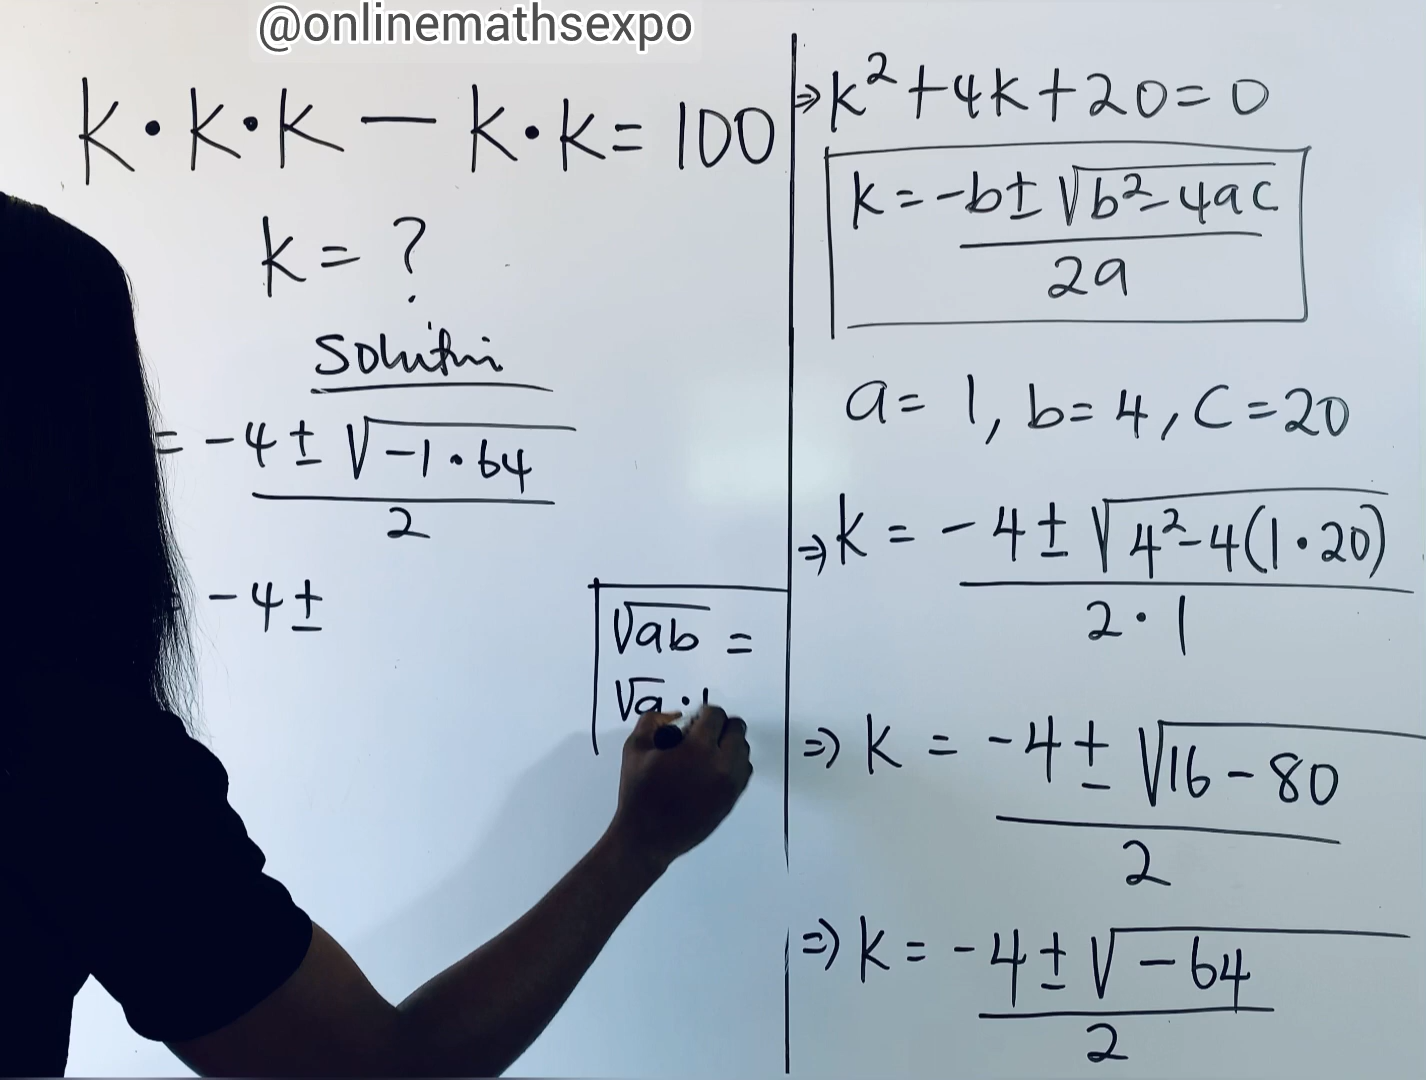 @onlinemathsexpo
k·k·k — k·k = 100
k = ?
Solution
= -4 ± √-1·64
2
= -4 ±
√ab =
√a ·
⇒ k² + 4k + 20 = 0
k = -b ± √b² - 4ac
2a
a = 1, b = 4, c = 20
⇒ k = -4 ± √4² - 4(1·20)
2·1
⇒ k = -4 ± √16 - 80
2
⇒ k = -4 ± √-64
2